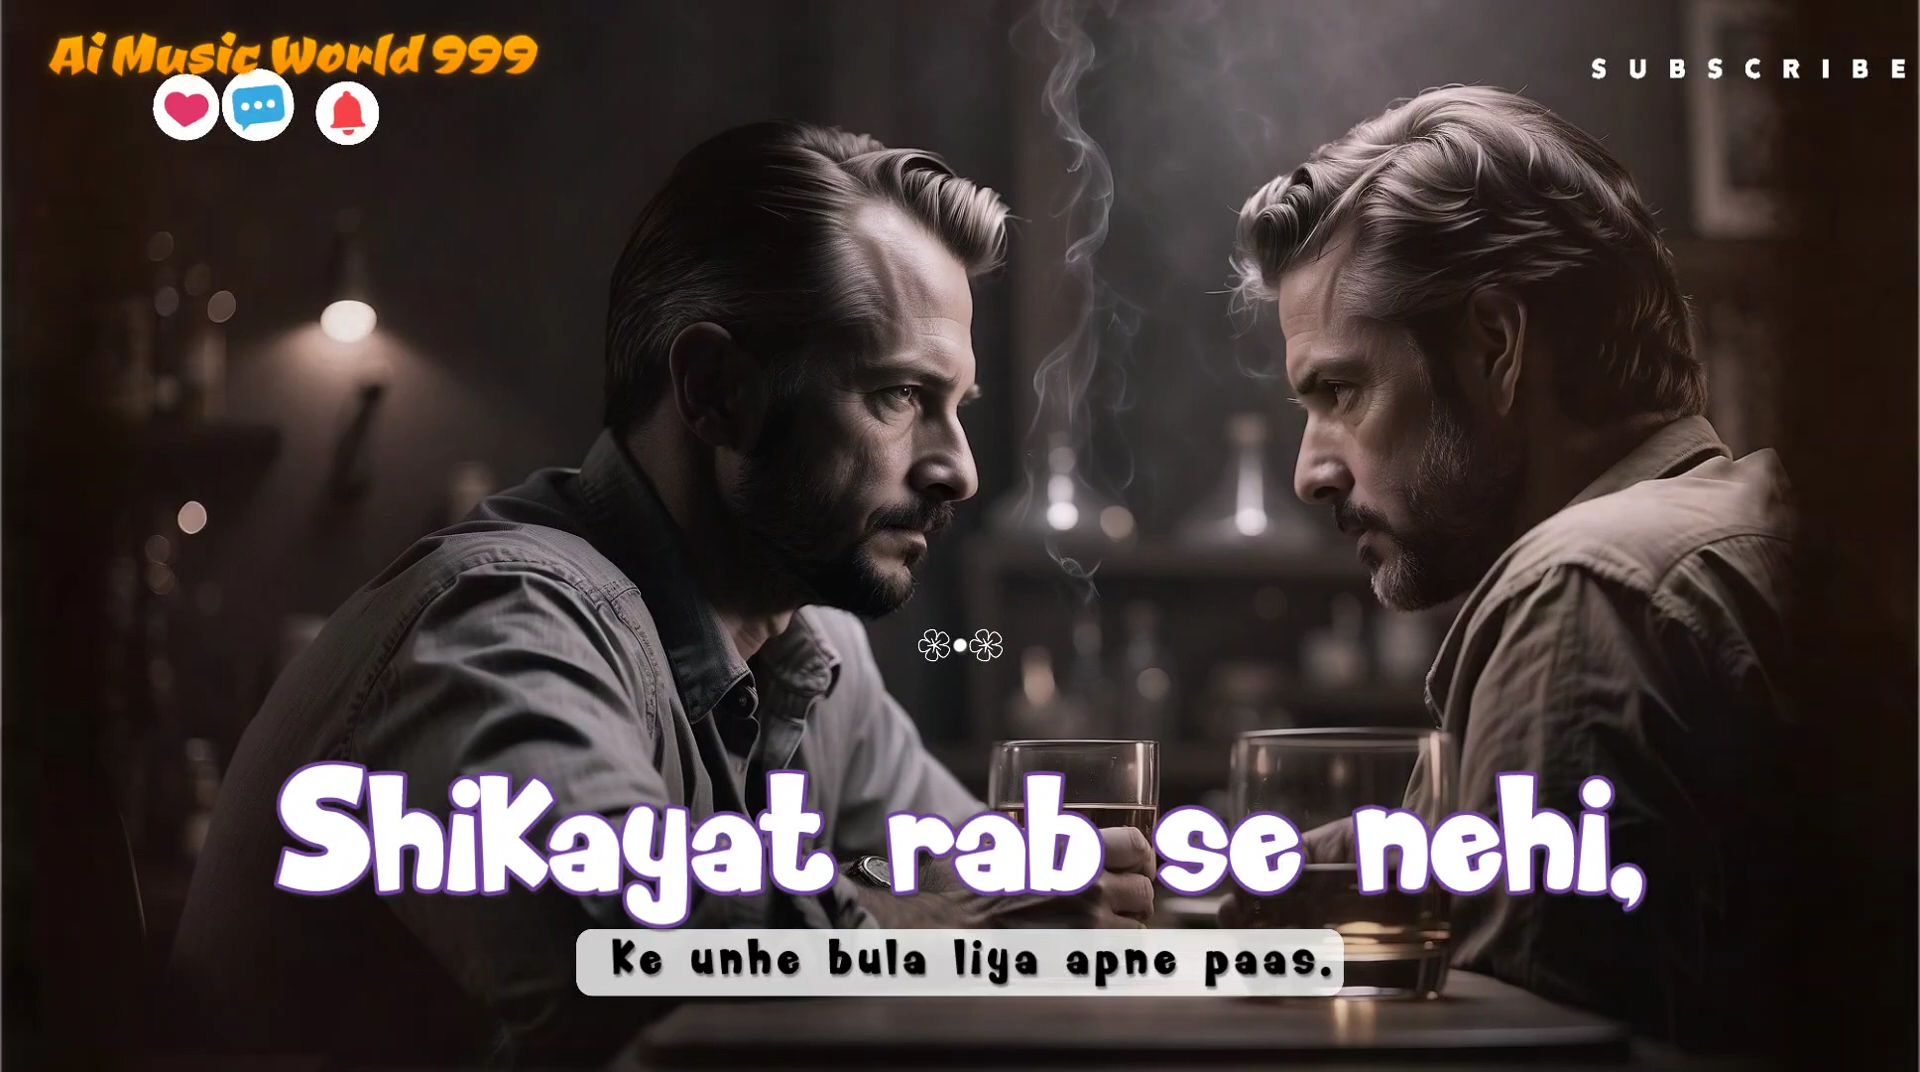 Ai Music World 999
SUBSCRIBE
Shikayat rab se nehi,
Ke unhe bula liya apne paas.